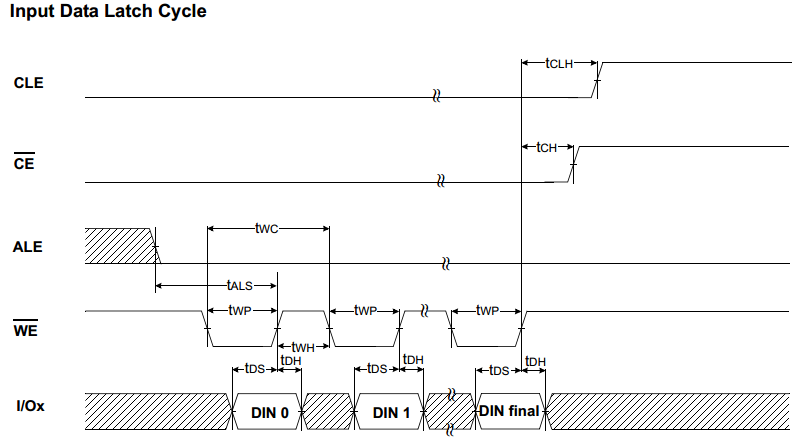 Input Data Latch Cycle
tCLH
CLE
tCH
CE
tWC
ALE
tALS
tWP tWP tWP
WE
tWH
tDS tDH tDS tDH tDS tDH
I/Ox DIN 0 DIN 1 DIN final